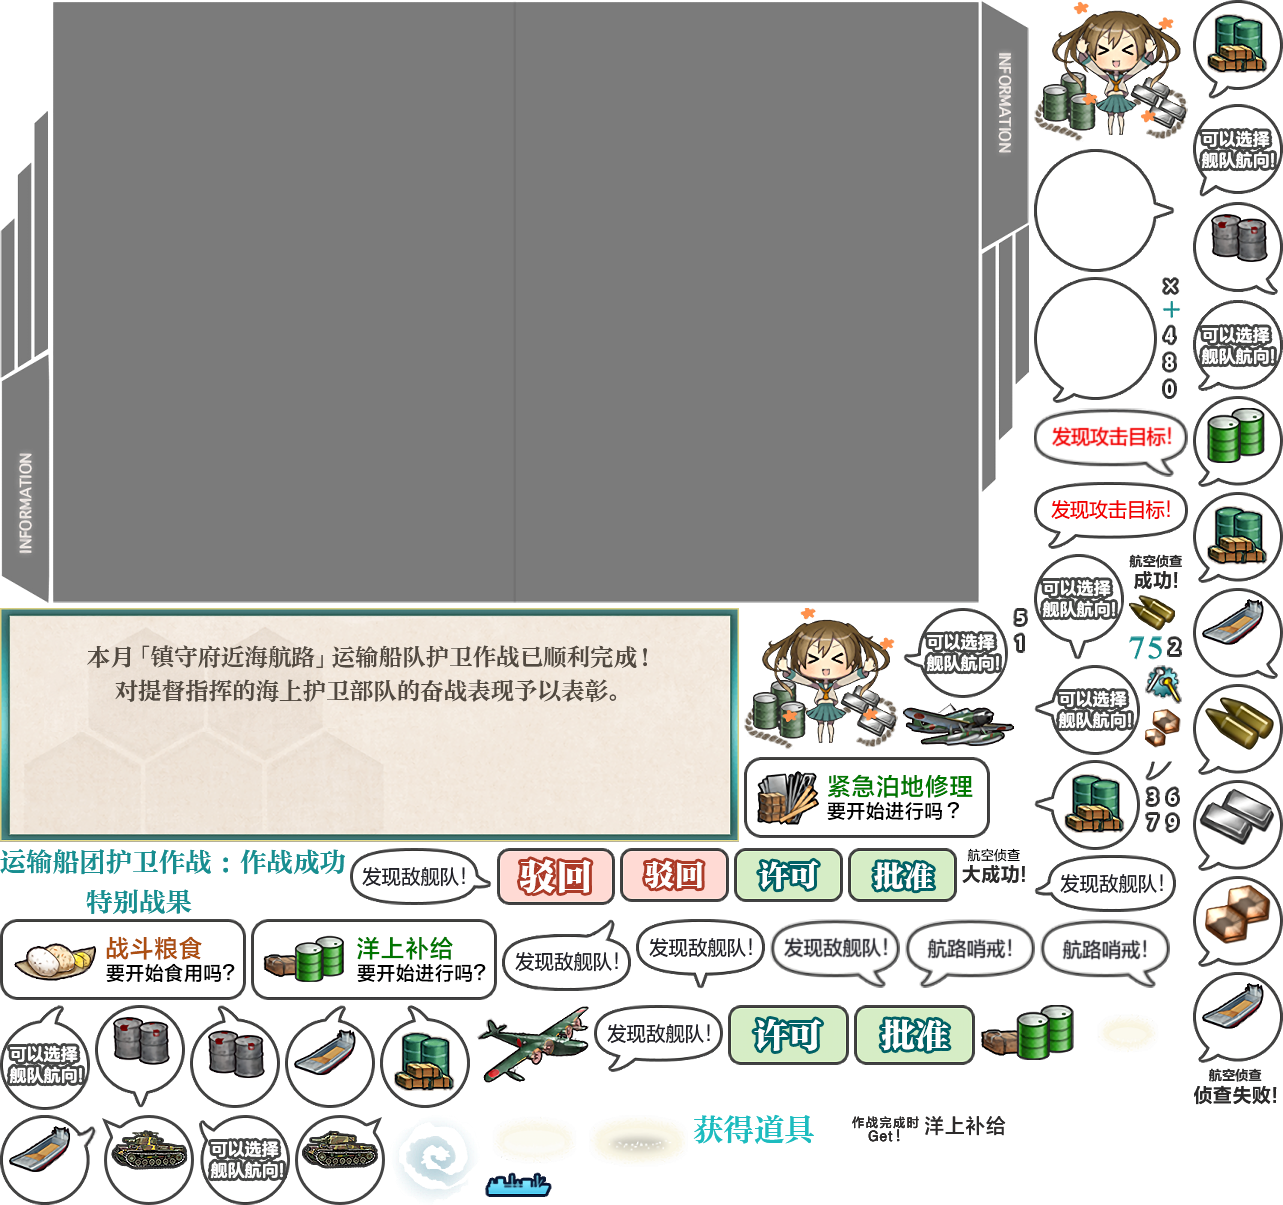 INFORMATION
INFORMATION
可以选择
舰队航向!
可以选择
舰队航向!
×
+
4
8
0
发现攻击目标!
发现攻击目标!
可以选择
舰队航向!
航空侦查
成功!
75
2
可以选择
舰队航向!
3 6
7 9
本月「镇守府近海航路」运输船队护卫作战已顺利完成！
对提督指挥的海上护卫部队的奋战表现予以表彰。
可以选择
舰队航向!
5
1
紧急泊地修理
要开始进行吗？
运输船团护卫作战：作战成功
特别战果
发现敌舰队!
驳回
驳回
许可
批准
航空侦查
大成功!
发现敌舰队!
战斗粮食
要开始食用吗?
洋上补给
要开始进行吗?
发现敌舰队!
发现敌舰队!
发现敌舰队!
航路哨戒!
航路哨戒!
可以选择
舰队航向!
发现敌舰队!
许可
批准
航空侦查
侦查失败!
可以选择
舰队航向!
获得道具
作战完成时
Get!
洋上补给